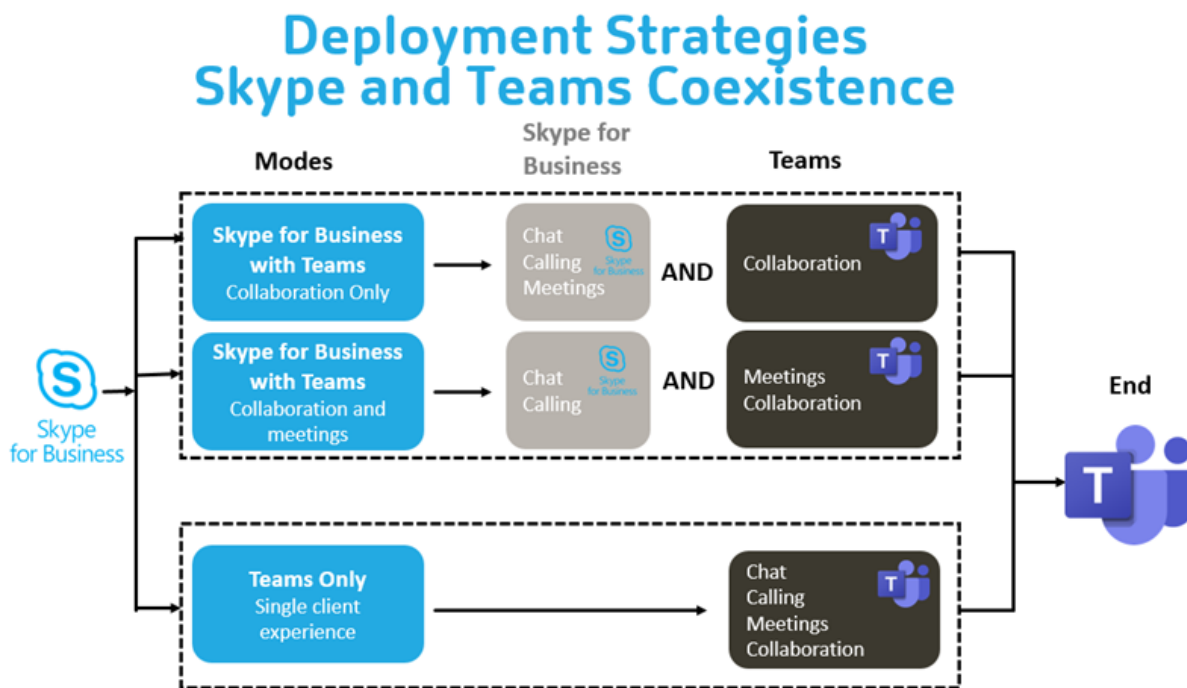 Deployment Strategies
Skype and Teams Coexistence
Modes
Skype for
Business
Teams
Skype for Business
with Teams
Collaboration Only
Chat
Calling
Meetings
S
Skype
for Business
AND
Collaboration
T
Skype for Business
with Teams
Collaboration and
meetings
Chat
Calling
S
Skype
for Business
AND
Meetings
Collaboration
T
S
Skype
for Business
End
T
Teams Only
Single client
experience
Chat
Calling
Meetings
Collaboration
T